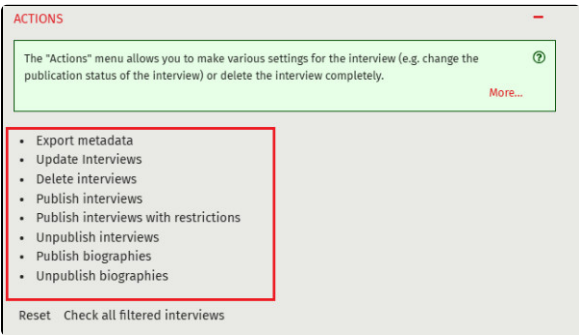 ACTIONS
The "Actions" menu allows you to make various settings for the interview (e.g. change the
publication status of the interview) or delete the interview completely.
More...
• Export metadata
• Update Interviews
• Delete interviews
• Publish interviews
• Publish interviews with restrictions
• Unpublish interviews
• Publish biographies
• Unpublish biographies
Reset Check all filtered interviews